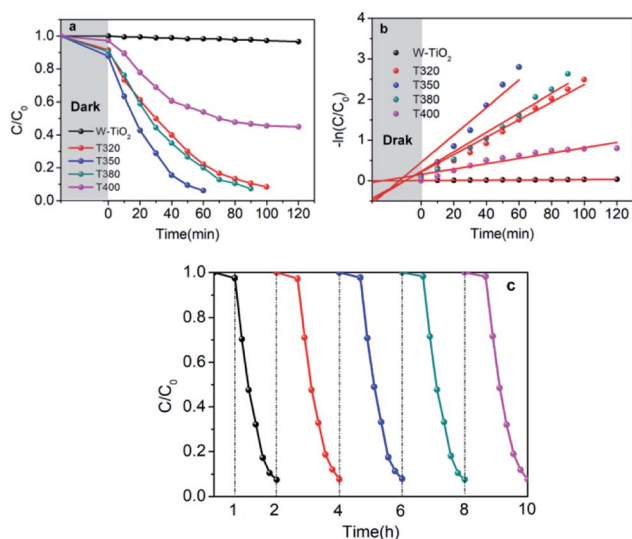 a
1.0
0.8
0.6
0.4
0.2
0.0
C/C0
Dark
W-TiO2
T320
T350
T380
T400
0 20 40 60 80 100 120
Time(min)
b
4
3
2
1
0
-ln(C/C0)
Drak
W-TiO2
T320
T350
T380
T400
0 20 40 60 80 100 120
Time(min)
c
1.0
0.8
0.6
0.4
0.2
0.0
C/C0
1 2 4 6 8 10
Time(h)